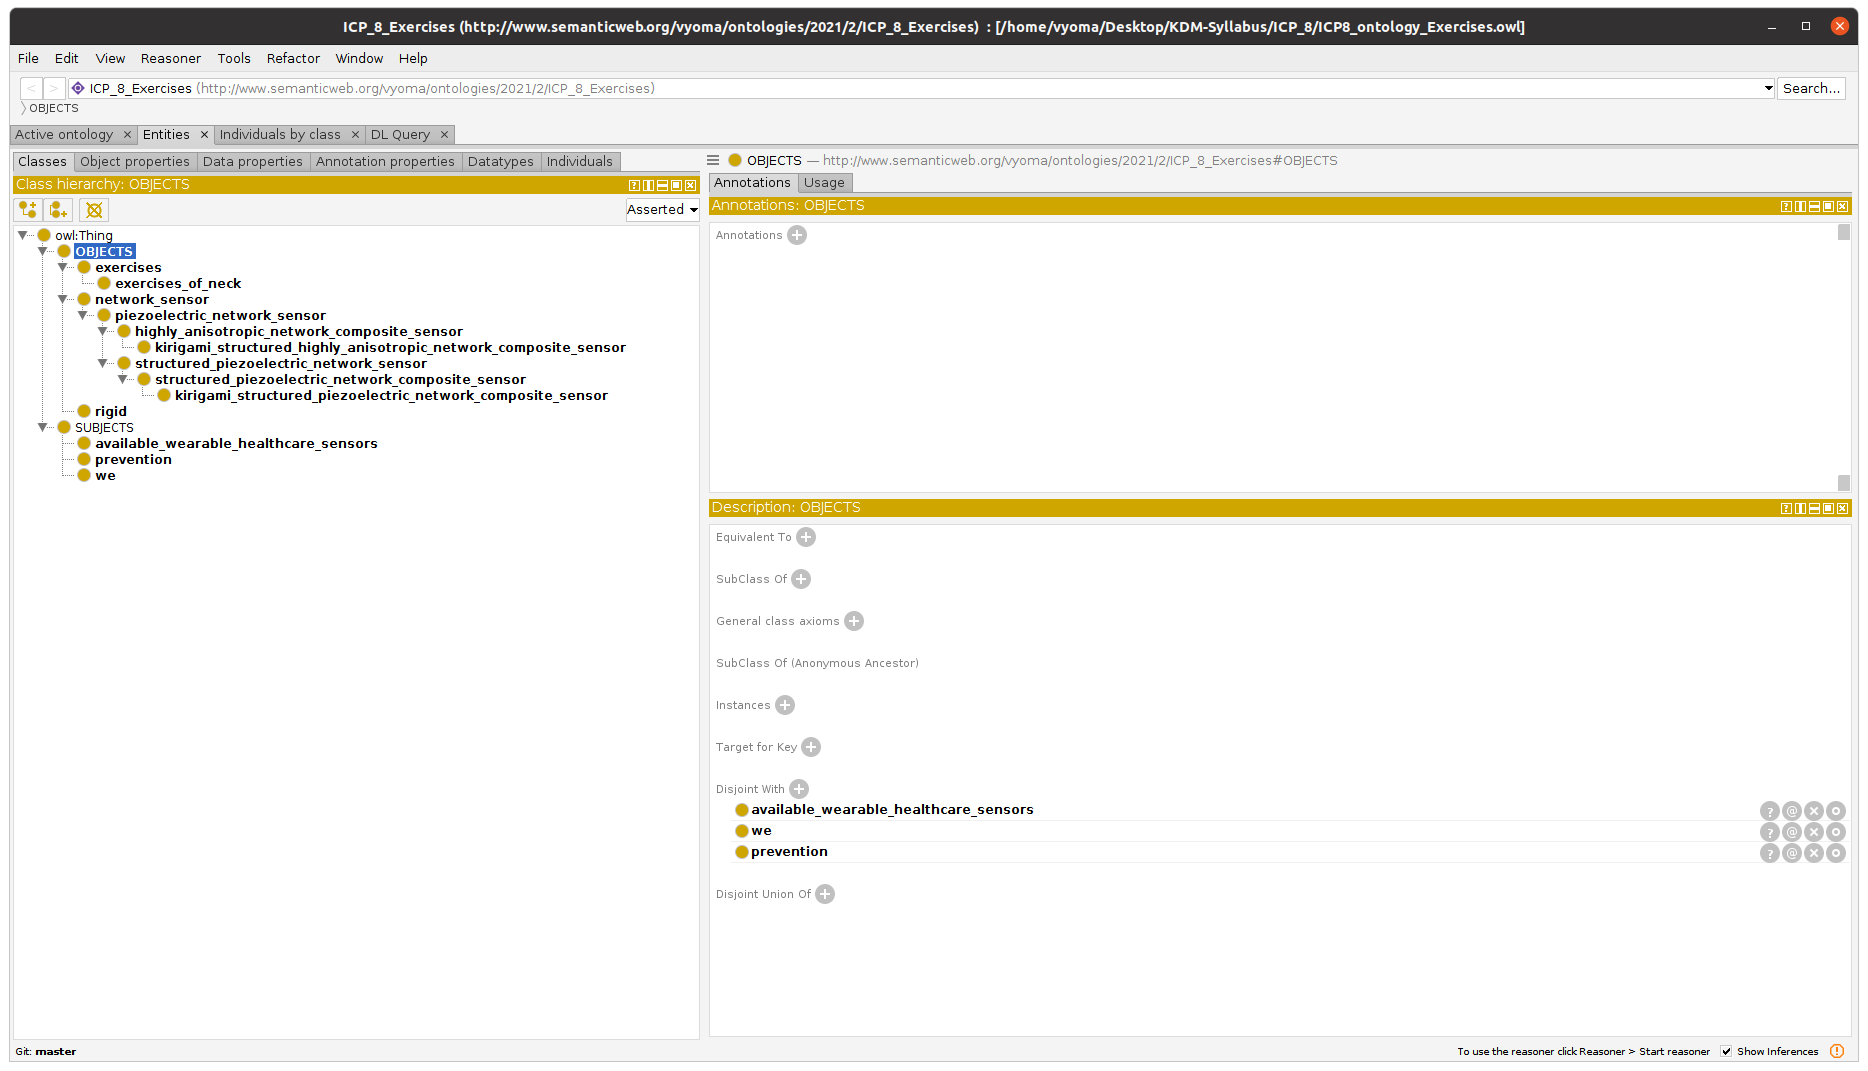 ICP_8_Exercises (http://www.semanticweb.org/vyoma/ontologies/2021/2/ICP_8_Exercises) : [/home/vyoma/Desktop/KDM-Syllabus/ICP_8/ICP8_ontology_Exercises.owl]
File Edit View Reasoner Tools Refactor Window Help
< > ICP_8_Exercises (http://www.semanticweb.org/vyoma/ontologies/2021/2/ICP_8_Exercises) Search...
OBJECTS
Active ontology × Entities × Individuals by class × DL Query ×
Classes Object properties Data properties Annotation properties Datatypes Individuals
Class hierarchy: OBJECTS
Asserted
owl:Thing
OBJECTS
exercises
exercises_of_neck
network_sensor
piezoelectric_network_sensor
highly_anisotropic_network_composite_sensor
kirigami_structured_highly_anisotropic_network_composite_sensor
structured_piezoelectric_network_sensor
structured_piezoelectric_network_composite_sensor
kirigami_structured_piezoelectric_network_composite_sensor
rigid
SUBJECTS
available_wearable_healthcare_sensors
prevention
we
OBJECTS — http://www.semanticweb.org/vyoma/ontologies/2021/2/ICP_8_Exercises#OBJECTS
Annotations Usage
Annotations: OBJECTS
Annotations
Description: OBJECTS
Equivalent To
SubClass Of
General class axioms
SubClass Of (Anonymous Ancestor)
Instances
Target for Key
Disjoint With
available_wearable_healthcare_sensors
we
prevention
Disjoint Union Of
Git: master
To use the reasoner click Reasoner > Start reasoner Show Inferences